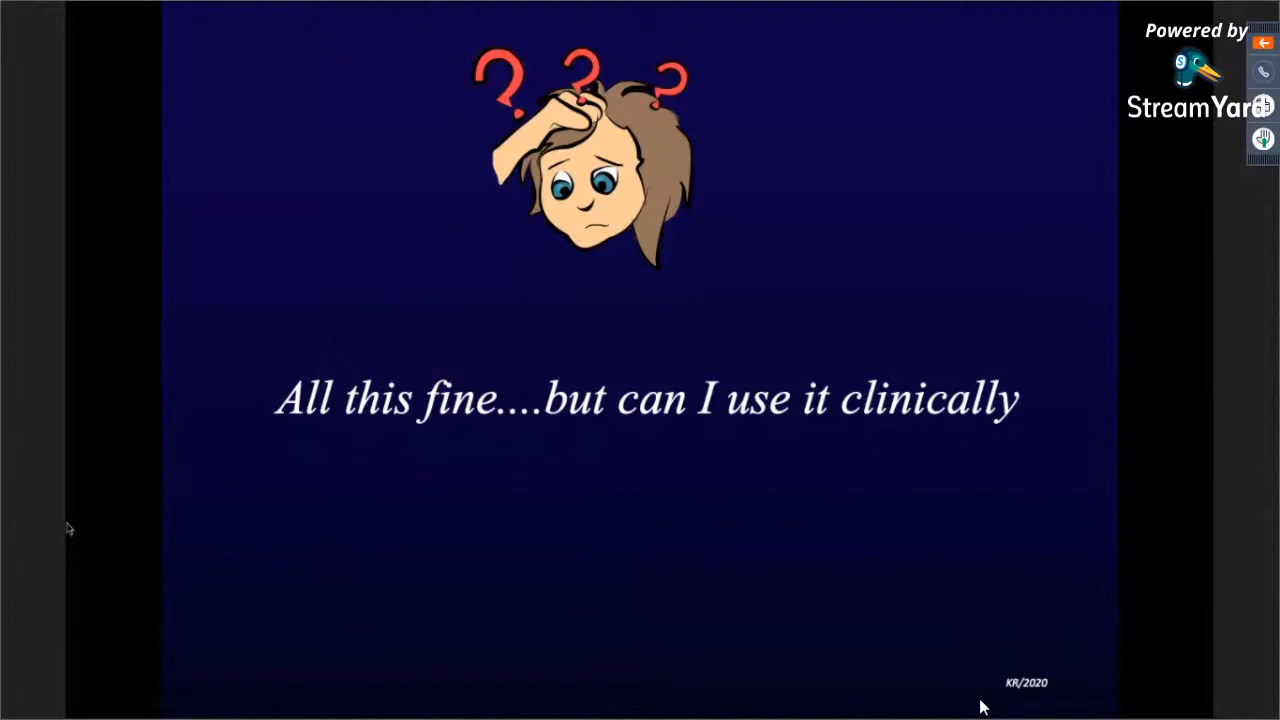 Powered by
StreamYard
? ? ?
All this fine....but can I use it clinically
KR/2020